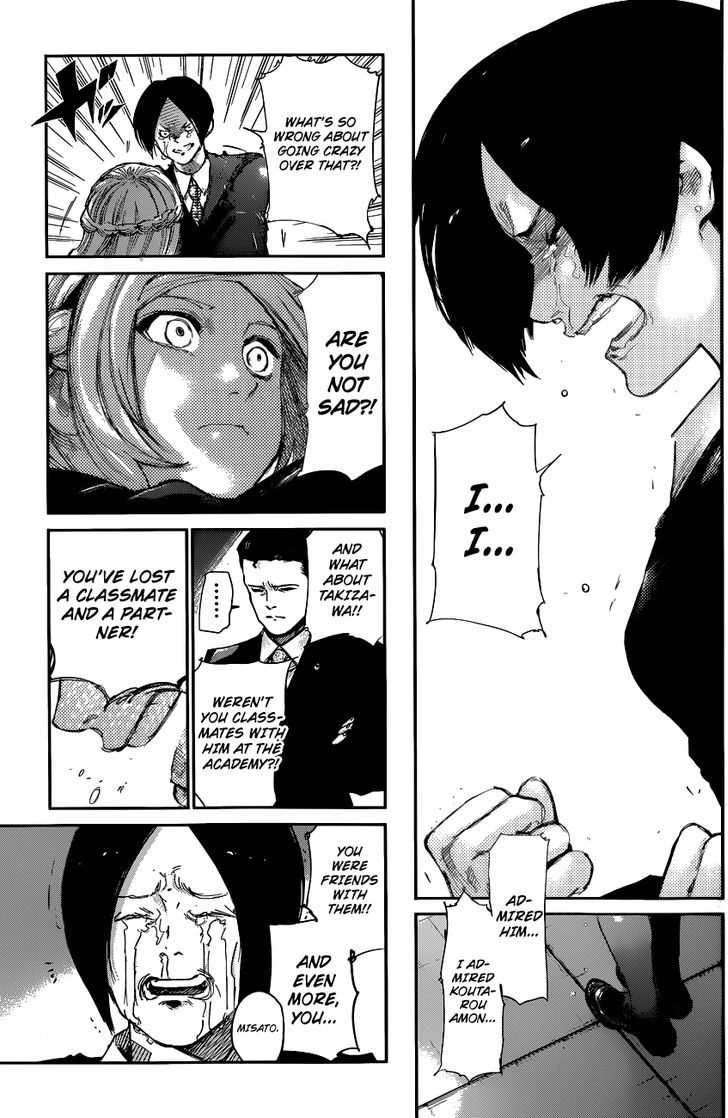 I...
I...
AD-
MIRED
HIM...
I AD-
MIRED
KOUTA-
ROU
AMON...
WHAT'S SO
WRONG ABOUT
GOING CRAZY
OVER THAT?!
ARE
YOU
NOT
SAD?!
AND
WHAT
ABOUT
TAKIZA-
WA!!
.....
WEREN'T
YOU CLASS-
MATES WITH
HIM AT THE
ACADEMY?!
YOU'VE LOST
A CLASSMATE
AND A PART-
NER!
YOU
WERE
FRIENDS
WITH
THEM!!
AND
EVEN
MORE,
YOU...
MISATO.